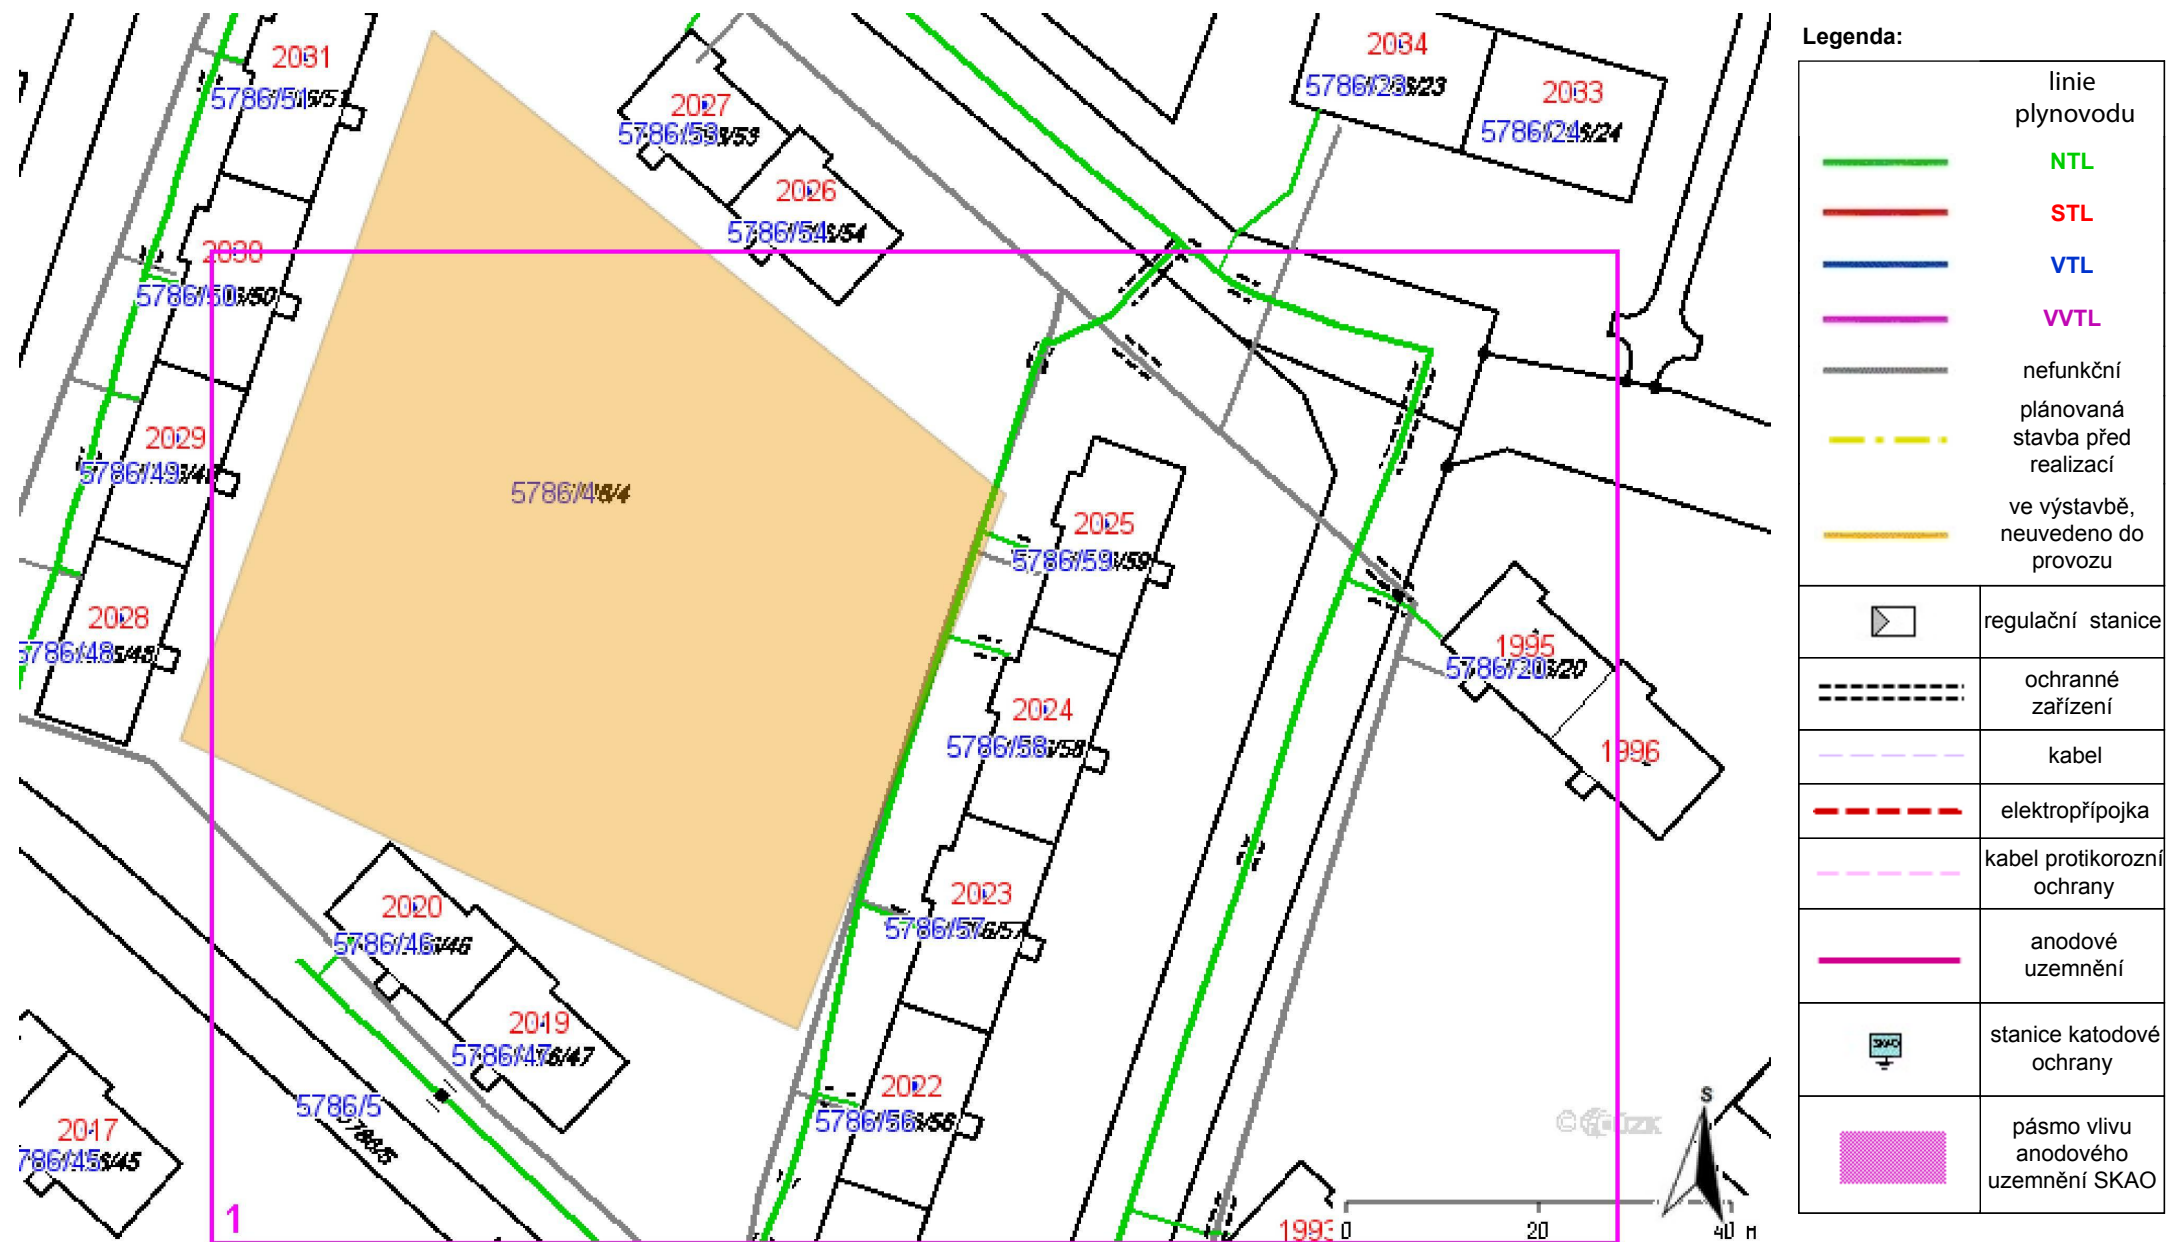 2031
5786/51
2027
5786/53
2026
5786/54
2034
5786/23
2033
5786/24
2030
5786/50
2029
5786/49
5786/4
2028
5786/48
2025
5786/59
2024
5786/58
2023
5786/57
2022
5786/56
1995
5786/20
1996
2020
5786/46
2019
5786/47
5786/5
2017
786/45
1
S
0 20 40 M
Legenda:
linie
plynovodu
NTL
STL
VTL
VVTL
nefunkční
plánovaná
stavba před
realizací
ve výstavbě,
neuvedeno do
provozu
regulační stanice
ochranné
zařízení
kabel
elektropřípojka
kabel protikorozní
ochrany
anodové
uzemnění
SKAO
stanice katodové
ochrany
pásmo vlivu
anodového
uzemnění SKAO